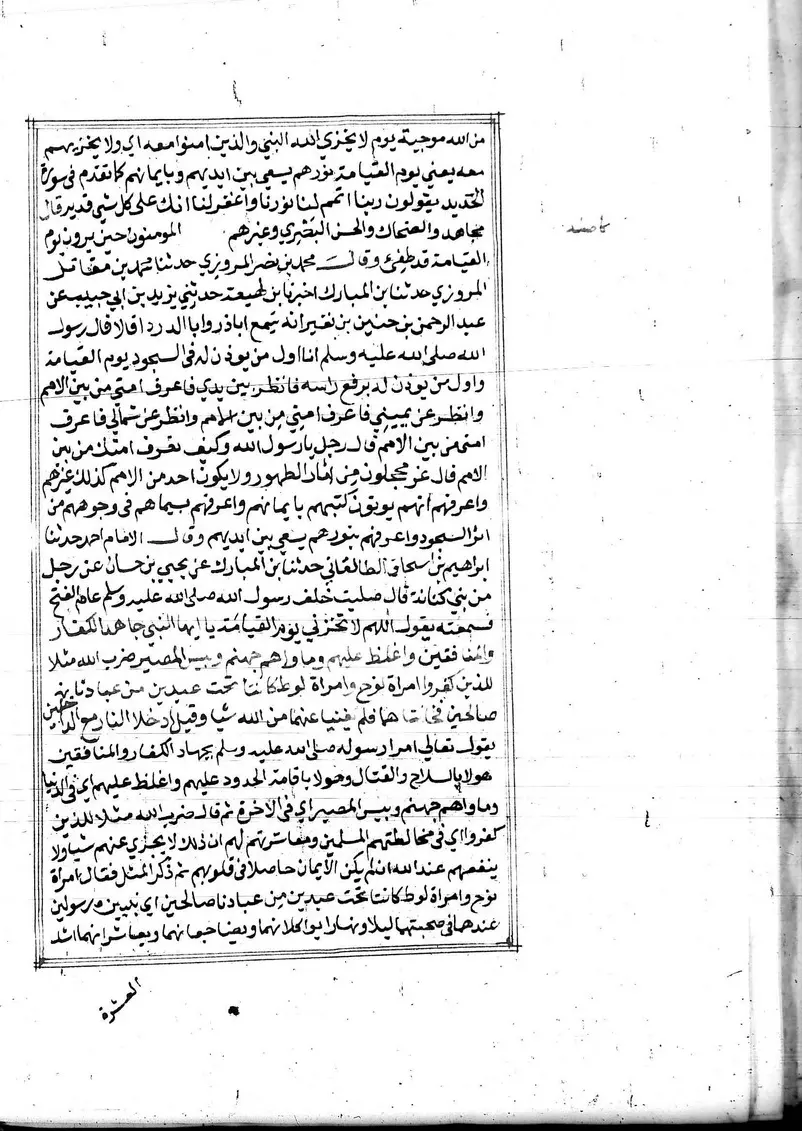 من الله موجبة يوم لا يخزي الله النبي والذين امنوا معه اي ولا يخزيهم
معه يعني يوم القيامة نورهم يسعى بين ايديهم وبايمانهم كما تقدم في سورة
الحديد يقولون ربنا اتمم لنا نورنا واغفر لنا انك على كل شي قدير قال
مجاهد والضحاك والحسن البصري وغيرهم المومنون حين يرون نوم
القيامة قد طفئ وقال محمد بن نصر المروزي حدثنا محمد بن مقاتل
المروزي حدثنا بن المبارك اخبرنا بن لهيعة حدثني يزيد بن ابي حبيب عن
عبد الرحمن بن حنين بن نفير انه سمع اباذر وابا الدردا قالا قال رسول
الله صلى الله عليه وسلم انا اول من يوذن له في السجود يوم القيامة
واول من يوذن له برفع راسه فانظر بين يدي فاعرف امتي من بين الامم
وانظر عن يميني فاعرف امتي من بين الامم وانظر عن شمالي فاعرف
امتي من بين الامم قال رجل يا رسول الله وكيف تعرف امتك من بين
الامم قال غر محجلون من اثار الطهور ولا يكون احد من الامم كذلك غيرهم
واعرفهم انهم يوتون كتبهم بايمانهم واعرفهم بسيماهم في وجوههم من
اثر السجود واعرفهم بنورهم يسعى بين ايديهم وقال الامام احمد حدثنا
ابراهيم بن اسحاق الطالقاني حدثنا بن المبارك عن يحيى بن حسان عن رجل
من بني كنانة قال صليت خلف رسول الله صلى الله عليه وسلم عام الفتح
فسمعته يقول اللهم لا تخزني يوم القيامة يا ايها النبي جاهد الكفار
والمنافقين واغلظ عليهم وماواهم جهنم وبيس المصير ضرب الله مثلا
للذين كفروا امراة نوح وامراة لوط كانتا تحت عبدين من عبادنا
صالحين فخانتاهما فلم يغنيا عنهما من الله شيا وقيل ادخلا النار مع الداخلين
يقول تعالى امرا رسوله صلى الله عليه وسلم بجهاد الكفار والمنافقين
هولا بالسلاح والقتال وهولا باقامة الحدود عليهم واغلظ عليهم اي في الدنيا
وماواهم جهنم وبيس المصير اي في الاخرة ثم قال ضرب الله مثلا للذين
كفروا اي في مخالطتهم المسلمين ومعاشرتهم لهم ان ذلك لا يجزي عنهم شيا ولا
ينفعهم عند الله ان لم يكن الايمان حاصلا في قلوبهم ثم ذكر المثل فقال امراة
نوح وامراة لوط كانتا تحت عبدين من عبادنا صالحين اي نبيين ورسولين
عندهما في صحبتهما ليلا ونهارا يواكلانهما ويضاجعانهما ويعاشرانهما اشد
العشرة